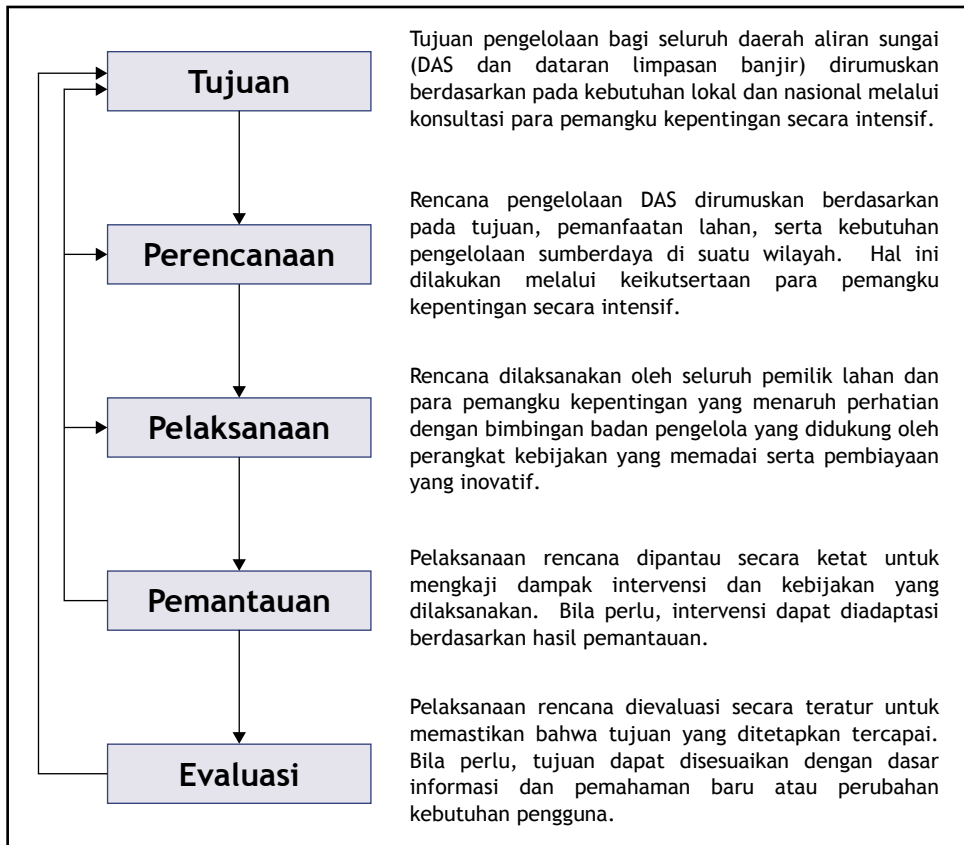 Tujuan
Tujuan pengelolaan bagi seluruh daerah aliran sungai
(DAS dan dataran limpasan banjir) dirumuskan
berdasarkan pada kebutuhan lokal dan nasional melalui
konsultasi para pemangku kepentingan secara intensif.
Perencanaan
Rencana pengelolaan DAS dirumuskan berdasarkan
pada tujuan, pemanfaatan lahan, serta kebutuhan
pengelolaan sumberdaya di suatu wilayah. Hal ini
dilakukan melalui keikutsertaan para pemangku
kepentingan secara intensif.
Pelaksanaan
Rencana dilaksanakan oleh seluruh pemilik lahan dan
para pemangku kepentingan yang menaruh perhatian
dengan bimbingan badan pengelola yang didukung oleh
perangkat kebijakan yang memadai serta pembiayaan
yang inovatif.
Pemantauan
Pelaksanaan rencana dipantau secara ketat untuk
mengkaji dampak intervensi dan kebijakan yang
dilaksanakan. Bila perlu, intervensi dapat diadaptasi
berdasarkan hasil pemantauan.
Evaluasi
Pelaksanaan rencana dievaluasi secara teratur untuk
memastikan bahwa tujuan yang ditetapkan tercapai.
Bila perlu, tujuan dapat disesuaikan dengan dasar
informasi dan pemahaman baru atau perubahan
kebutuhan pengguna.